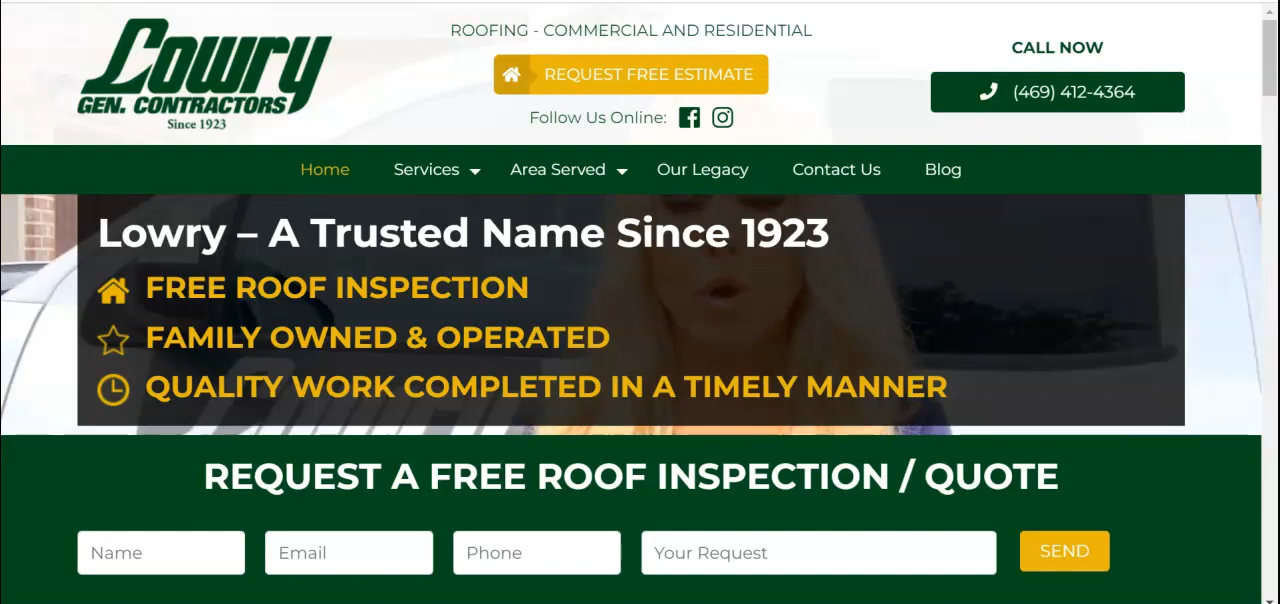 Lowry
GEN. CONTRACTORS
Since 1923
ROOFING - COMMERCIAL AND RESIDENTIAL
REQUEST FREE ESTIMATE
Follow Us Online:
CALL NOW
(469) 412-4364
Home Services Area Served Our Legacy Contact Us Blog
Lowry – A Trusted Name Since 1923
FREE ROOF INSPECTION
FAMILY OWNED & OPERATED
QUALITY WORK COMPLETED IN A TIMELY MANNER
REQUEST A FREE ROOF INSPECTION / QUOTE
Name Email Phone Your Request SEND